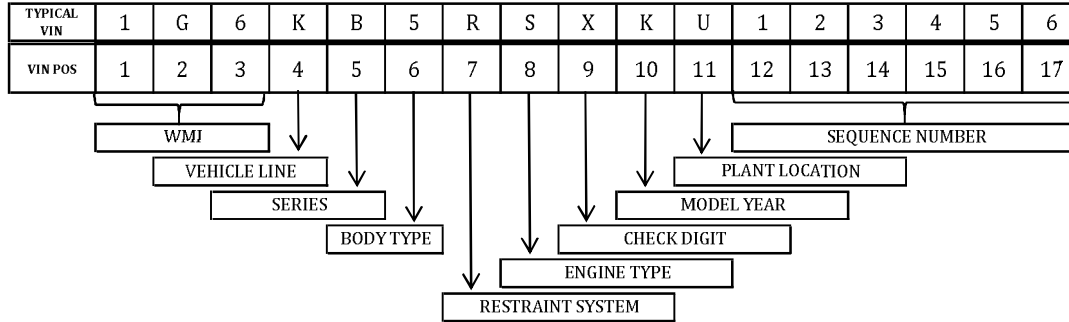 TYPICAL VIN 1 G 6 K B 5 R S X K U 1 2 3 4 5 6
VIN POS 1 2 3 4 5 6 7 8 9 10 11 12 13 14 15 16 17
WMI SEQUENCE NUMBER
VEHICLE LINE PLANT LOCATION
SERIES MODEL YEAR
BODY TYPE CHECK DIGIT
ENGINE TYPE
RESTRAINT SYSTEM